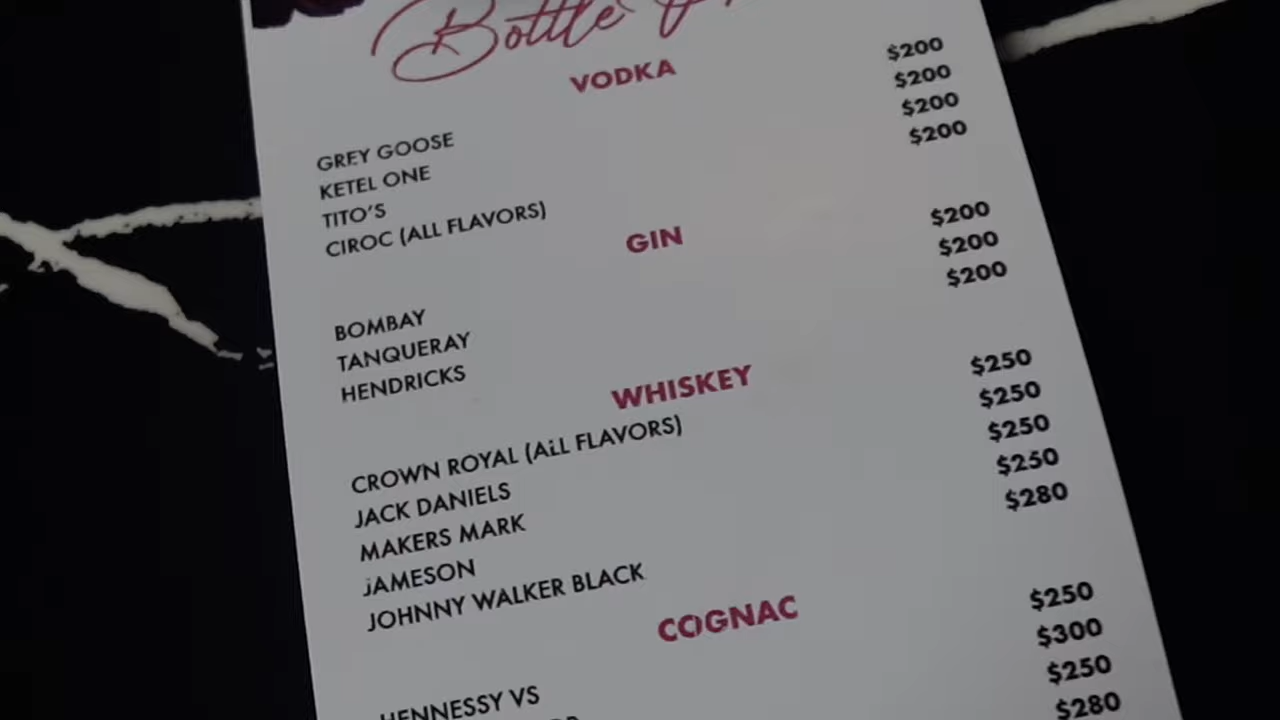 Bottle
VODKA
GREY GOOSE $200
KETEL ONE $200
TITO'S $200
CIROC (ALL FLAVORS) $200
GIN
BOMBAY $200
TANQUERAY $200
HENDRICKS $200
WHISKEY
CROWN ROYAL (ALL FLAVORS) $250
JACK DANIELS $250
MAKERS MARK $250
JAMESON $250
JOHNNY WALKER BLACK $280
COGNAC
HENNESSY VS $250
$300
$250
$280